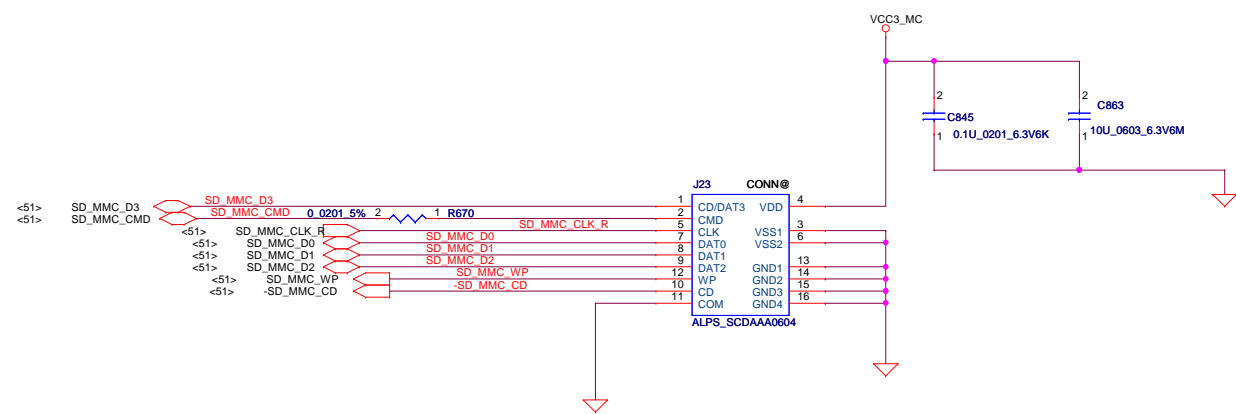 VCC3_MC
2
C845
1
0.1U_0201_6.3V6K
2
C863
1
10U_0603_6.3V6M
J23 CONN@
<51> SD_MMC_D3 SD_MMC_D3 1 CD/DAT3 VDD 4
<51> SD_MMC_CMD SD_MMC_CMD 0_0201_5% 2 1 R670 2 CMD
<51> SD_MMC_CLK_R SD_MMC_CLK_R 5 CLK VSS1 3
<51> SD_MMC_D0 SD_MMC_D0 7 DAT0 VSS2 6
<51> SD_MMC_D1 SD_MMC_D1 8 DAT1
<51> SD_MMC_D2 SD_MMC_D2 9 DAT2 GND1 13
<51> SD_MMC_WP SD_MMC_WP 12 WP GND2 14
<51> -SD_MMC_CD -SD_MMC_CD 10 CD GND3 15
11 COM GND4 16
ALPS_SCDAAA0604